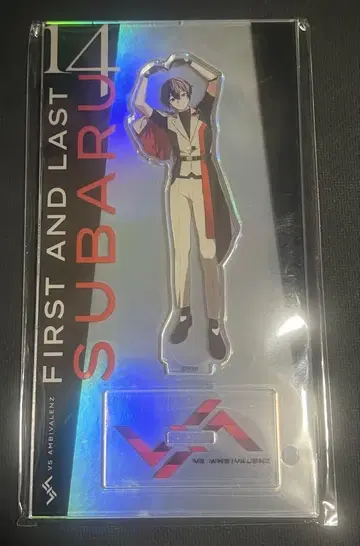 14
FIRST AND LAST
SUBARU
VS AMBIVALENZ
VS AMBIVALENZ